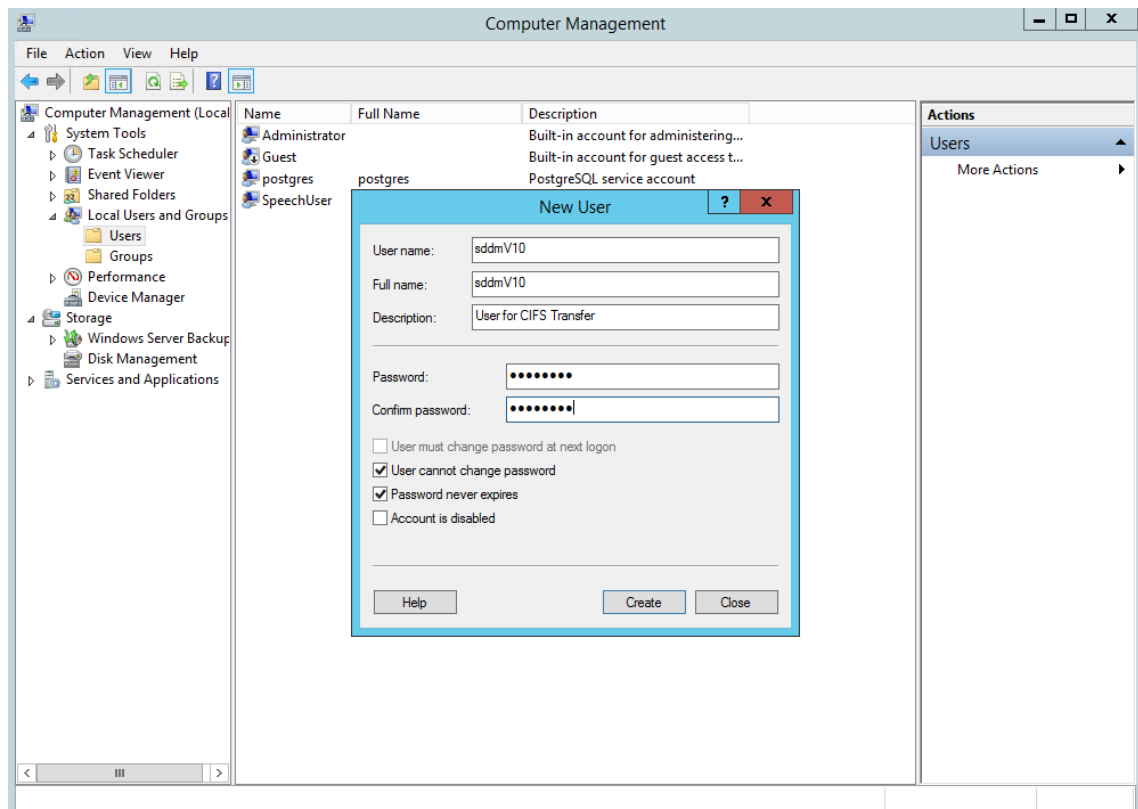 Computer Management
File Action View Help
Computer Management (Local
System Tools
Task Scheduler
Event Viewer
Shared Folders
Local Users and Groups
Users
Groups
Performance
Device Manager
Storage
Windows Server Backup
Disk Management
Services and Applications
Name Full Name Description
Administrator Built-in account for administering...
Guest Built-in account for guest access t...
postgres postgres PostgreSQL service account
SpeechUser
New User
? x
User name: sddmV10
Full name: sddmV10
Description: User for CIFS Transfer
Password: ••••••••
Confirm password: ••••••••
User must change password at next logon
User cannot change password
Password never expires
Account is disabled
Help Create Close
Actions
Users
More Actions